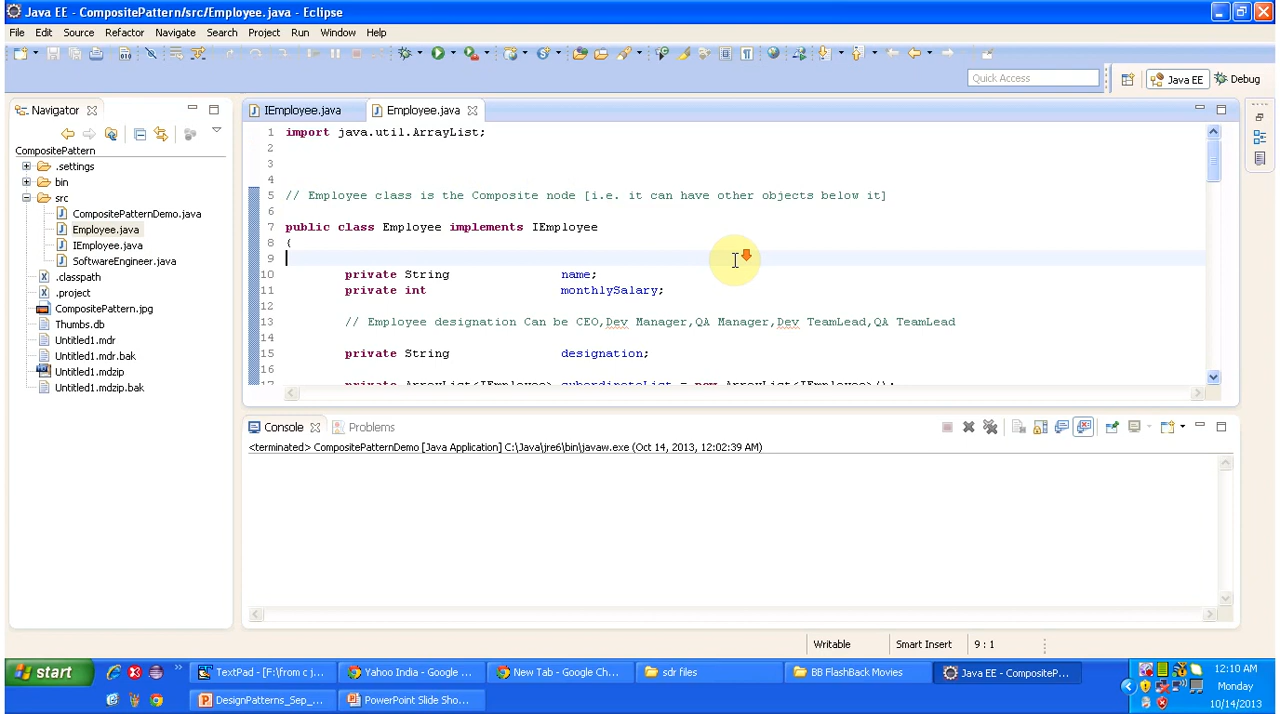 Java EE - CompositePattern/src/Employee.java - Eclipse
File Edit Source Refactor Navigate Search Project Run Window Help
Quick Access
Java EE
Debug
Navigator
IEmployee.java
Employee.java
CompositePattern
.settings
bin
src
CompositePatternDemo.java
Employee.java
IEmployee.java
SoftwareEngineer.java
.classpath
.project
CompositePattern.jpg
Thumbs.db
Untitled1.mdr
Untitled1.mdr.bak
Untitled1.mdzip
Untitled1.mdzip.bak
1 import java.util.ArrayList;
2
3
4
5 // Employee class is the Composite node [i.e. it can have other objects below it]
6
7 public class Employee implements IEmployee
8 {
9
10 private String name;
11 private int monthlySalary;
12
13 // Employee designation Can be CEO,Dev Manager,QA Manager,Dev TeamLead,QA TeamLead
14
15 private String designation;
16
17 private ArrayList<IEmployee> subordinateList = new ArrayList<IEmployee>();
Console
Problems
<terminated> CompositePatternDemo [Java Application] C:\Java\jre6\bin\javaw.exe (Oct 14, 2013, 12:02:39 AM)
Writable
Smart Insert
9 : 1
start
TextPad - [F:\from c j...
Yahoo India - Google ...
New Tab - Google Ch...
sdr files
BB FlashBack Movies
Java EE - CompositeP...
DesignPatterns_Sep_...
PowerPoint Slide Sho...
12:10 AM
Monday
10/14/2013